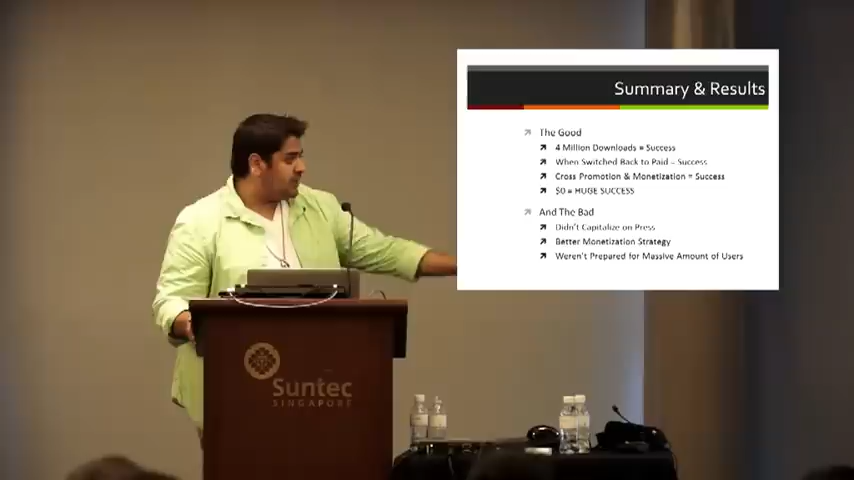 Summary & Results
The Good
4 Million Downloads = Success
When Switched Back to Paid = Success
Cross Promotion & Monetization = Success
$0 = HUGE SUCCESS
And The Bad
Didn't Capitalize on Press
Better Monetization Strategy
Weren't Prepared for Massive Amount of Users
Suntec
SINGAPORE